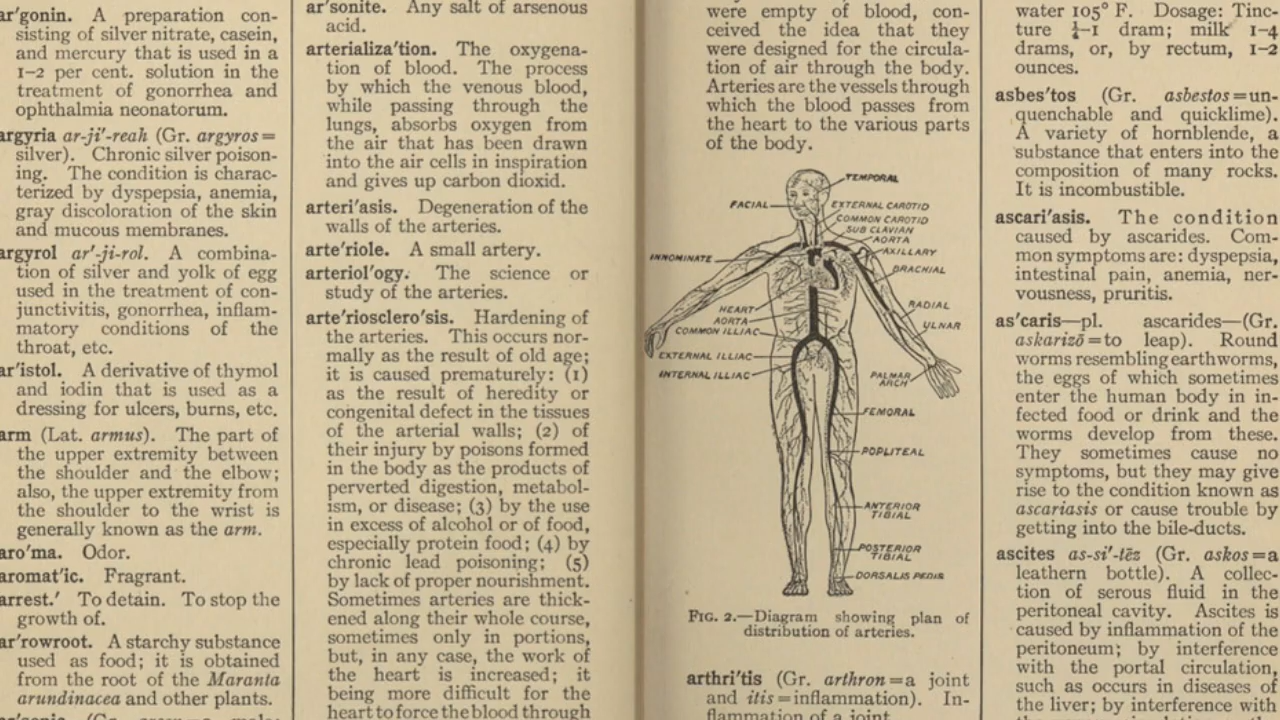 ar'gonin. A preparation con-
sisting of silver nitrate, casein,
and mercury that is used in a
1–2 per cent. solution in the
treatment of gonorrhea and
ophthalmia neonatorum.
argyria ar-ji'-reah (Gr. argyros=
silver). Chronic silver poison-
ing. The condition is charac-
terized by dyspepsia, anemia,
gray discoloration of the skin
and mucous membranes.
argyrol ar'-ji-rol. A combina-
tion of silver and yolk of egg
used in the treatment of con-
junctivitis, gonorrhea, inflam-
matory conditions of the
throat, etc.
ar'istol. A derivative of thymol
and iodin that is used as a
dressing for ulcers, burns, etc.
arm (Lat. armus). The part of
the upper extremity between
the shoulder and the elbow;
also, the upper extremity from
the shoulder to the wrist is
generally known as the arm.
aro'ma. Odor.
aromat'ic. Fragrant.
arrest.' To detain. To stop the
growth of.
ar'rowroot. A starchy substance
used as food; it is obtained
from the root of the Maranta
arundinacea and other plants.
ar'sonite. Any salt of arsenous
acid.
arterializa'tion. The oxygena-
tion of blood. The process
by which the venous blood,
while passing through the
lungs, absorbs oxygen from
the air that has been drawn
into the air cells in inspiration
and gives up carbon dioxid.
arteri'asis. Degeneration of the
walls of the arteries.
arte'riole. A small artery.
arteriol'ogy. The science or
study of the arteries.
arte'riosclero'sis. Hardening of
the arteries. This occurs nor-
mally as the result of old age;
it is caused prematurely: (1)
as the result of heredity or
congenital defect in the tissues
of the arterial walls; (2) of
their injury by poisons formed
in the body as the products of
perverted digestion, metabol-
ism, or disease; (3) by the use
in excess of alcohol or of food,
especially protein food; (4) by
chronic lead poisoning; (5)
by lack of proper nourishment.
Sometimes arteries are thick-
ened along their whole course,
sometimes only in portions,
but, in any case, the work of
the heart is increased; it
being more difficult for the
heart to force the blood through
were empty of blood, con-
ceived the idea that they
were designed for the circula-
tion of air through the body.
Arteries are the vessels through
which the blood passes from
the heart to the various parts
of the body.
TEMPORAL
FACIAL
EXTERNAL CAROTID
COMMON CAROTID
SUB CLAVIAN
AORTA
AXILLARY
INNOMINATE
BRACHIAL
RADIAL
HEART
AORTA
ULNAR
COMMON ILLIAC
EXTERNAL ILLIAC
INTERNAL ILLIAC
PALMAR
ARCH
FEMORAL
POPLITEAL
ANTERIOR
TIBIAL
POSTERIOR
TIBIAL
DORSALIS PEDIS
FIG. 2.—Diagram showing plan of
distribution of arteries.
arthri'tis (Gr. arthron=a joint
and itis=inflammation). In-
flammation of a joint.
water 105° F. Dosage: Tinc-
ture ¼–1 dram; milk 1–4
drams, or, by rectum, 1–2
ounces.
asbes'tos (Gr. asbestos=un-
quenchable and quicklime).
A variety of hornblende, a
substance that enters into the
composition of many rocks.
It is incombustible.
ascari'asis. The condition
caused by ascarides. Com-
mon symptoms are: dyspepsia,
intestinal pain, anemia, ner-
vousness, pruritis.
as'caris—pl. ascarides—(Gr.
askarizō=to leap). Round
worms resembling earthworms,
the eggs of which sometimes
enter the human body in in-
fected food or drink and the
worms develop from these.
They sometimes cause no
symptoms, but they may give
rise to the condition known as
ascariasis or cause trouble by
getting into the bile-ducts.
ascites as-si'-tēz (Gr. askos=a
leathern bottle). A collec-
tion of serous fluid in the
peritoneal cavity. Ascites is
caused by inflammation of the
peritoneum; by interference
with the portal circulation,
such as occurs in diseases of
the liver; by interference with